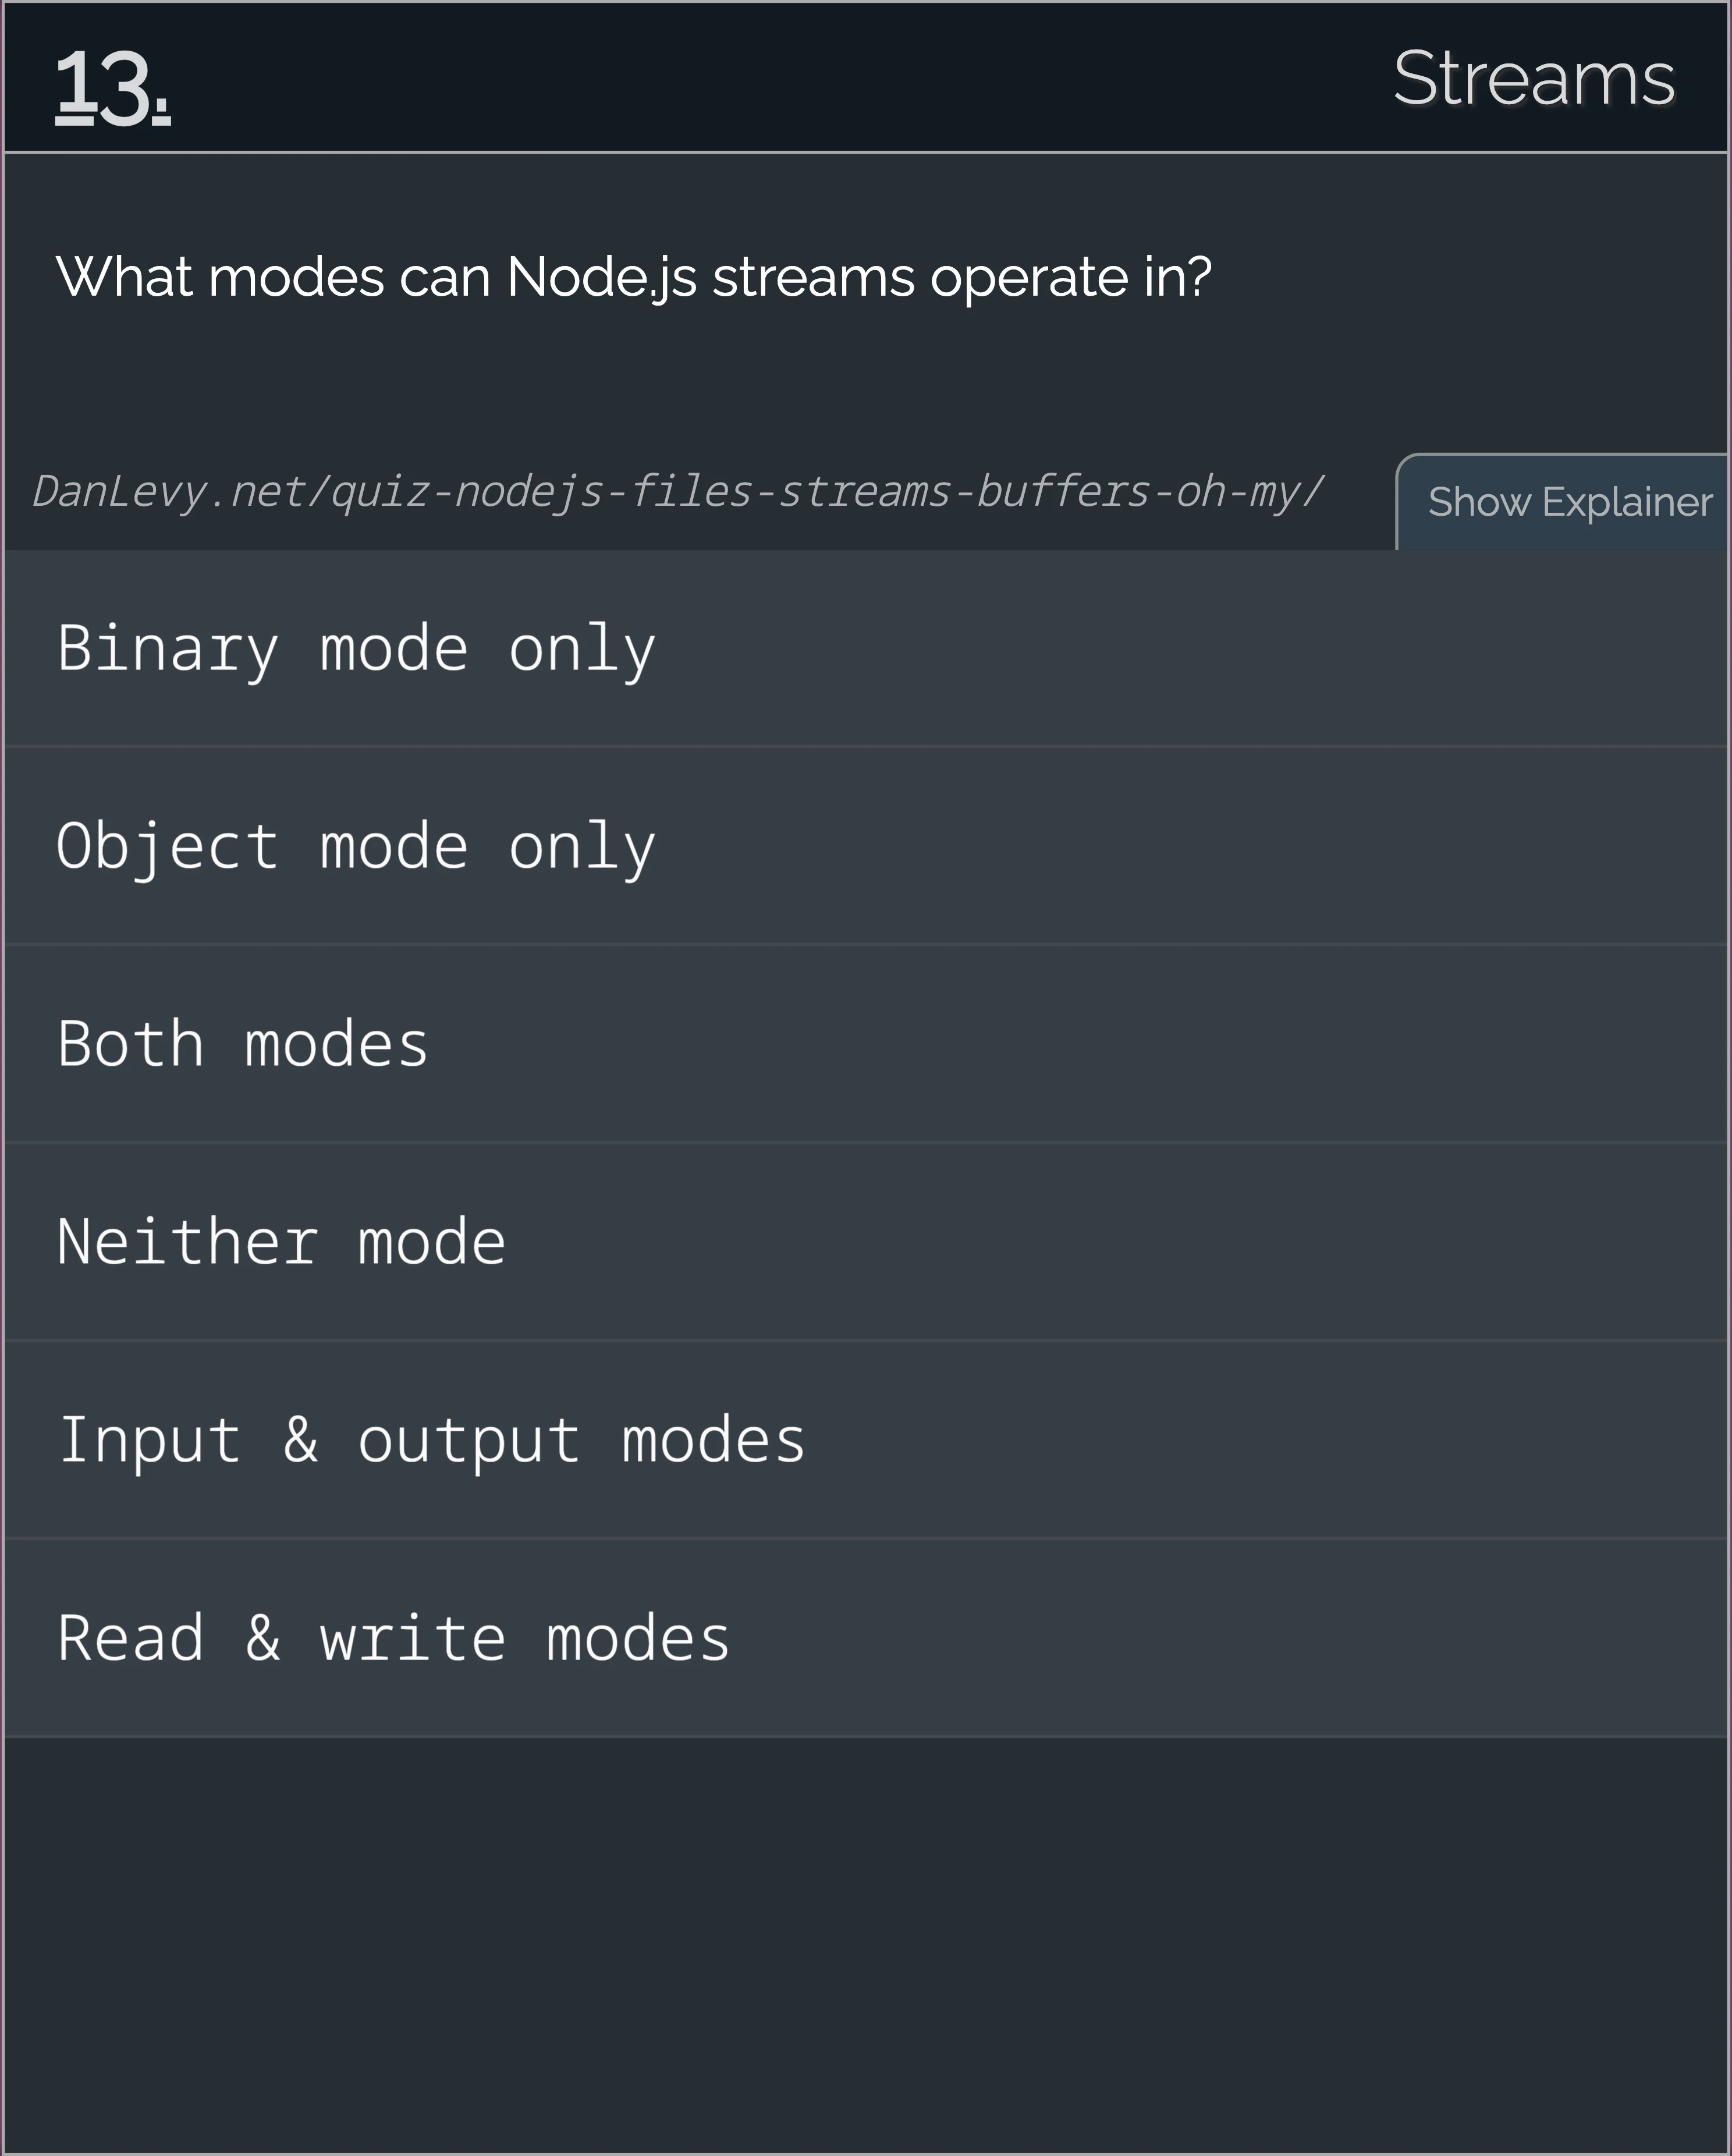 13.
Streams
What modes can Node.js streams operate in?
DanLevy.net/quiz-nodejs-files-streams-buffers-oh-my/
Show Explainer
Binary mode only
Object mode only
Both modes
Neither mode
Input & output modes
Read & write modes